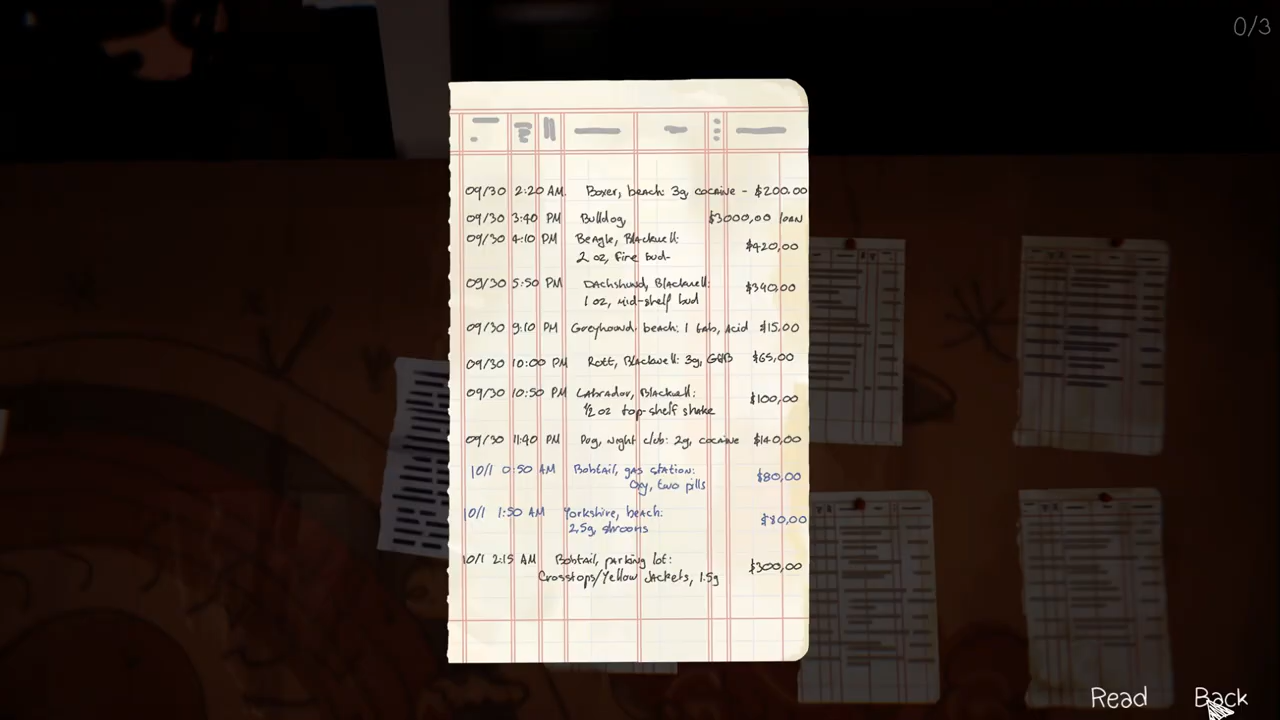 0/3
09/30 2:20 AM. Boxer, beach: 3g, cocaine - $200.00
09/30 3:40 PM Bulldog, $3000,00 loan
09/30 4:10 PM Beagle, Blackwell: $420,00
2 oz, fire bud-
09/30 5:50 PM Dachshund, Blackwell: $340,00
1 oz, mid-shelf bud
09/30 9:10 PM Greyhound, beach: 1 tab, acid $15,00
09/30 10:00 PM Rott, Blackwell: 3g, GHB $65,00
09/30 10:50 PM Labrador, Blackwell: $100,00
1/2 oz top-shelf shake
09/30 11:40 PM Pug, night club: 2g, cocaine $140,00
10/1 0:50 AM Bobtail, gas station: $80,00
Oxy, two pills
10/1 1:50 AM Yorkshire, beach:
2,5g, shrooms
10/1 2:15 AM Bobtail, parking lot: $300,00
Crosstops/Yellow Jackets, 1.5g
Read Back